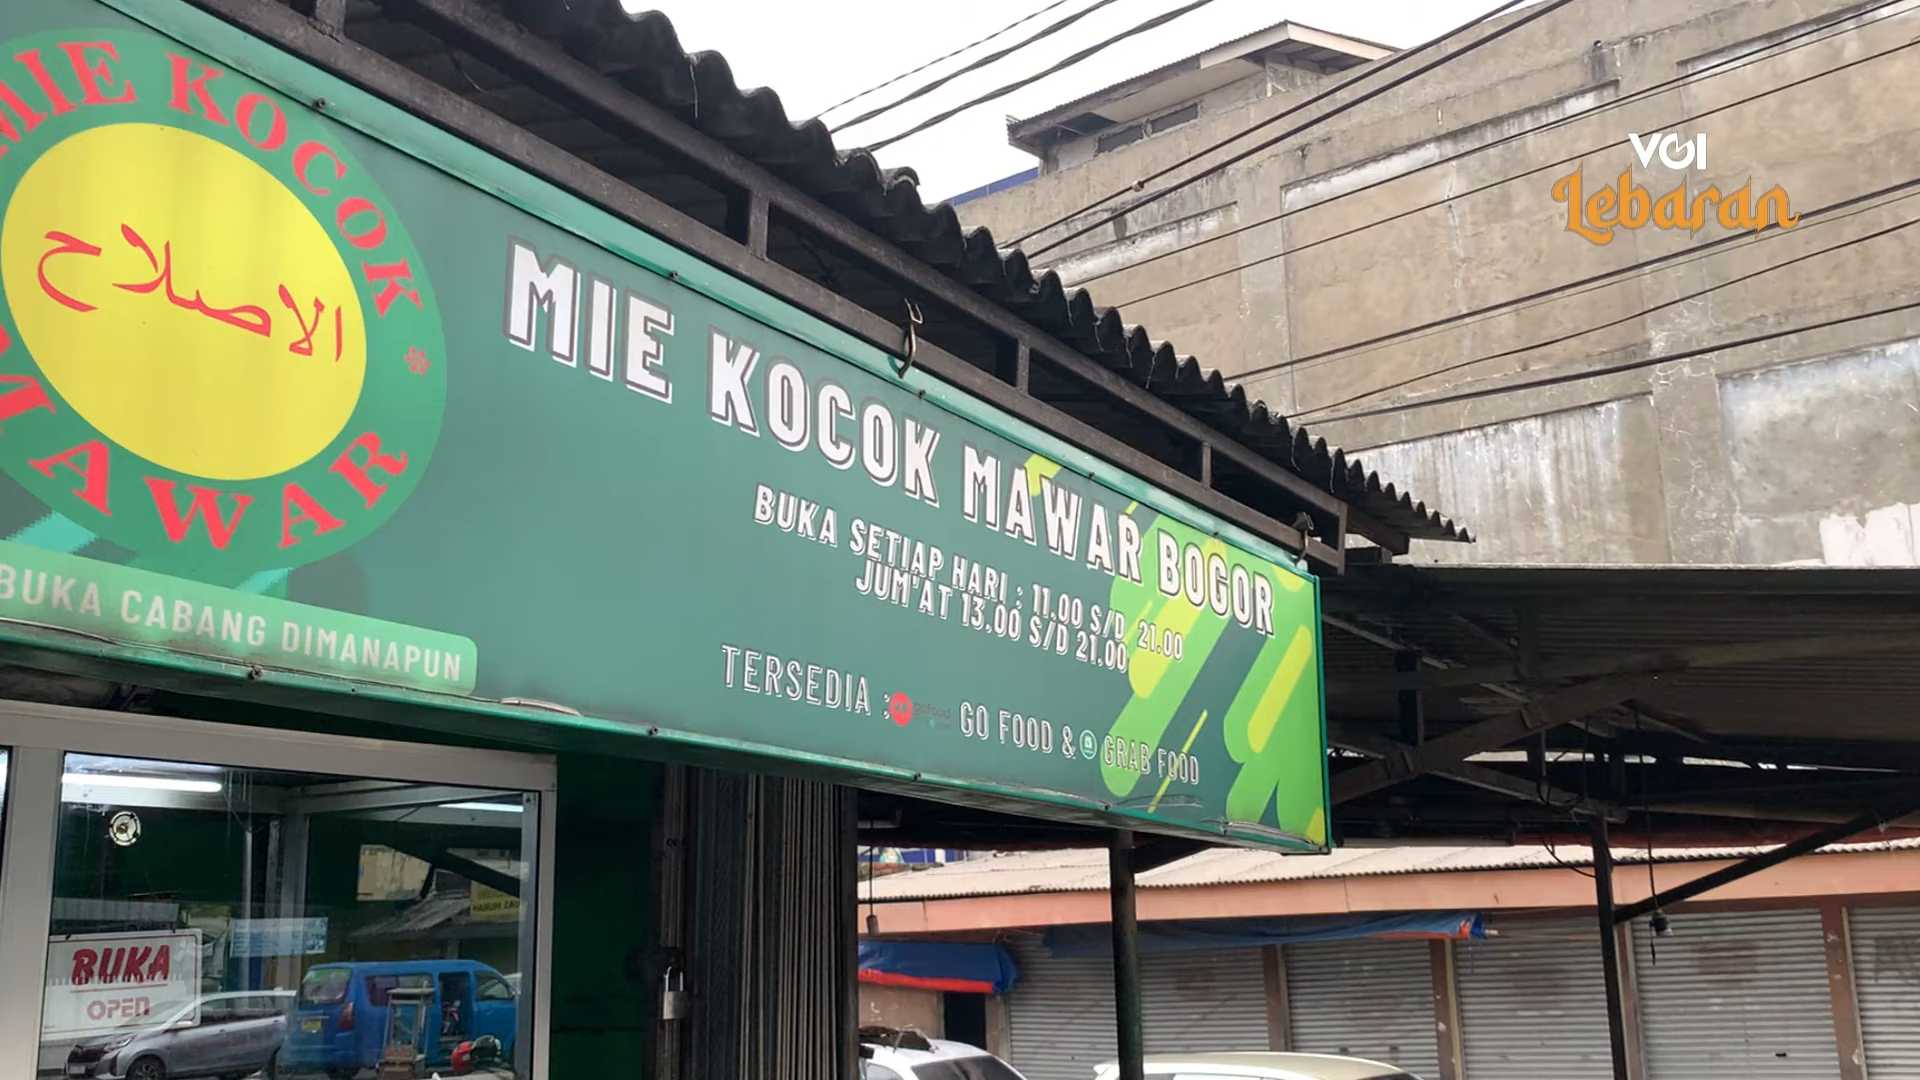 MIE KOCOK *
الاصلاح
MAWAR
BUKA CABANG DIMANAPUN
MIE KOCOK MAWAR BOGOR
BUKA SETIAP HARI : 11.00 S/D 21.00
JUM'AT 13.00 S/D 21.00
TERSEDIA : gofood GO FOOD & GRAB FOOD
VOI
Lebaran
BUKA
OPEN